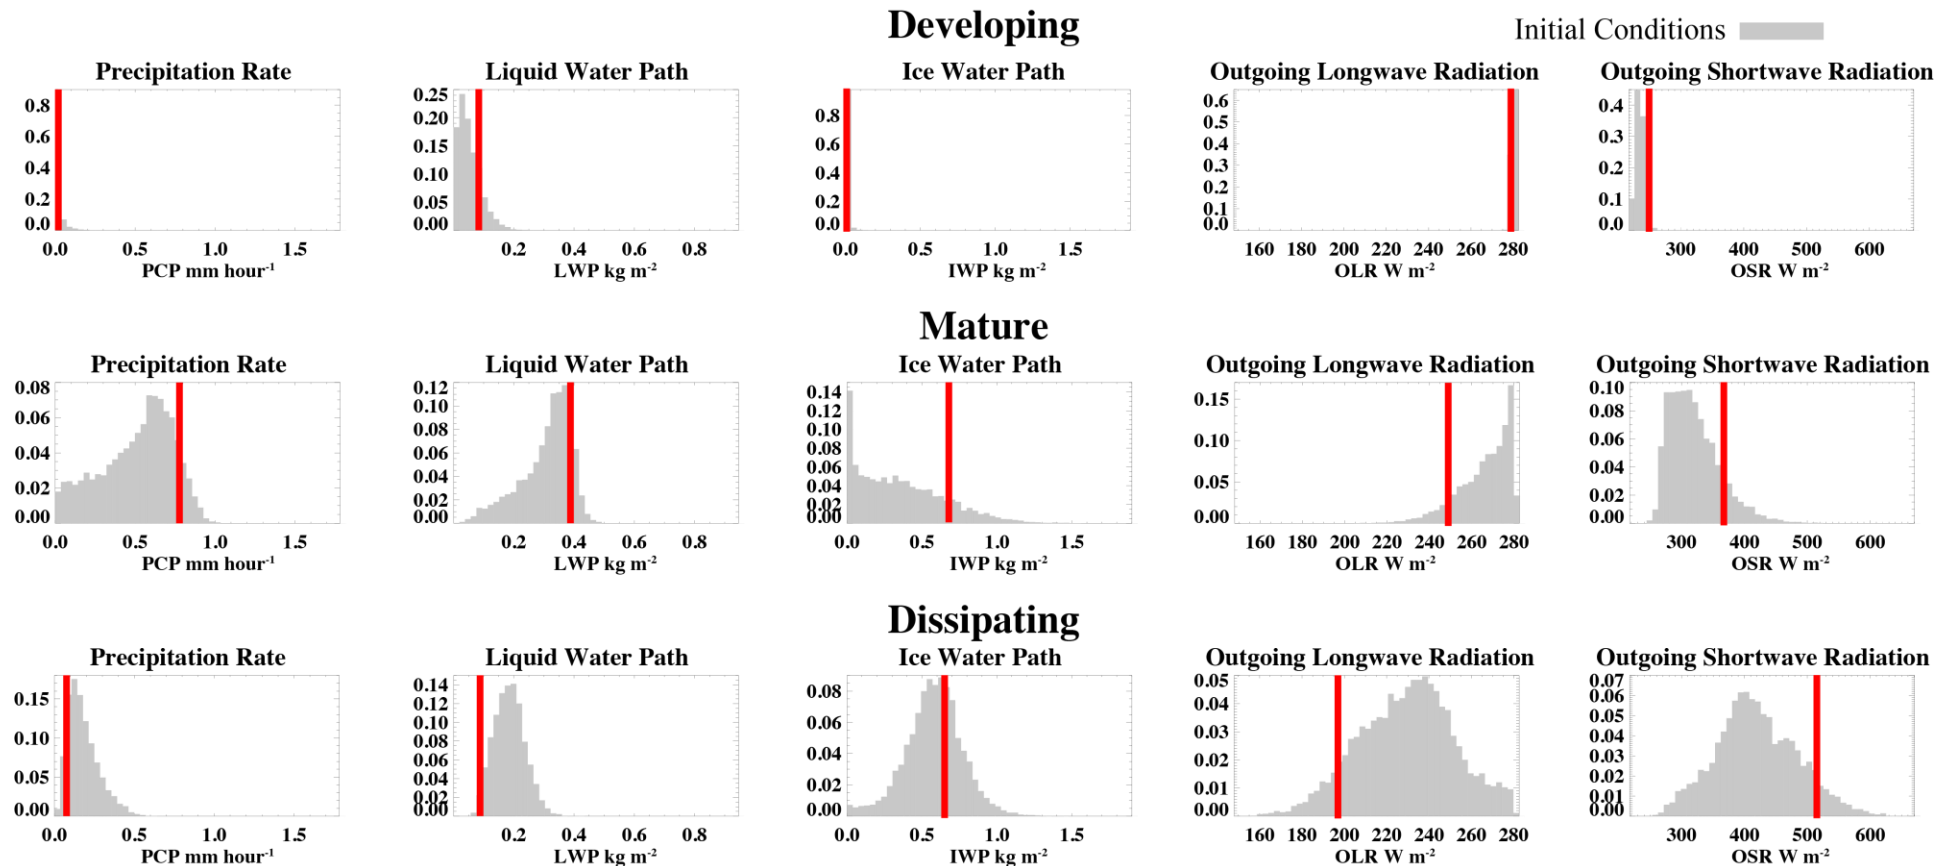 Developing
Initial Conditions
Precipitation Rate
Liquid Water Path
Ice Water Path
Outgoing Longwave Radiation
Outgoing Shortwave Radiation
0.8
0.6
0.4
0.2
0.0
0.0 0.5 1.0 1.5
PCP mm hour⁻¹
0.25
0.20
0.15
0.10
0.05
0.00
0.2 0.4 0.6 0.8
LWP kg m⁻²
0.8
0.6
0.4
0.2
0.0
0.0 0.5 1.0 1.5
IWP kg m⁻²
0.6
0.5
0.4
0.3
0.2
0.1
0.0
160 180 200 220 240 260 280
OLR W m⁻²
0.4
0.3
0.2
0.1
0.0
300 400 500 600
OSR W m⁻²
Mature
Precipitation Rate
Liquid Water Path
Ice Water Path
Outgoing Longwave Radiation
Outgoing Shortwave Radiation
0.08
0.06
0.04
0.02
0.00
0.0 0.5 1.0 1.5
PCP mm hour⁻¹
0.12
0.10
0.08
0.06
0.04
0.02
0.00
0.2 0.4 0.6 0.8
LWP kg m⁻²
0.14
0.12
0.10
0.08
0.06
0.04
0.02
0.00
0.0 0.5 1.0 1.5
IWP kg m⁻²
0.15
0.10
0.05
0.00
160 180 200 220 240 260 280
OLR W m⁻²
0.10
0.08
0.06
0.04
0.02
0.00
300 400 500 600
OSR W m⁻²
Dissipating
Precipitation Rate
Liquid Water Path
Ice Water Path
Outgoing Longwave Radiation
Outgoing Shortwave Radiation
0.15
0.10
0.05
0.00
0.0 0.5 1.0 1.5
PCP mm hour⁻¹
0.14
0.12
0.10
0.08
0.06
0.04
0.02
0.00
0.2 0.4 0.6 0.8
LWP kg m⁻²
0.08
0.06
0.04
0.02
0.00
0.0 0.5 1.0 1.5
IWP kg m⁻²
0.05
0.04
0.03
0.02
0.01
0.00
160 180 200 220 240 260 280
OLR W m⁻²
0.07
0.06
0.05
0.04
0.03
0.02
0.01
0.00
300 400 500 600
OSR W m⁻²